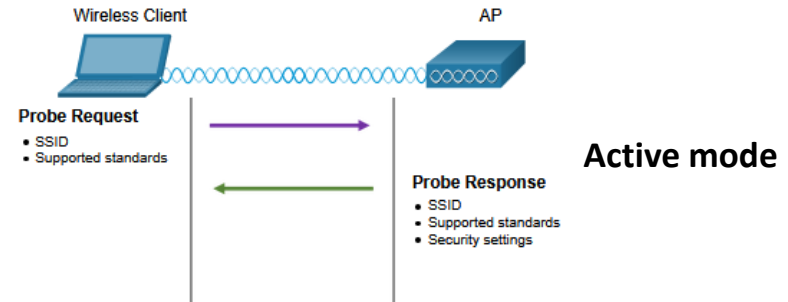 Wireless Client
AP
Probe Request
• SSID
• Supported standards
Active mode
Probe Response
• SSID
• Supported standards
• Security settings